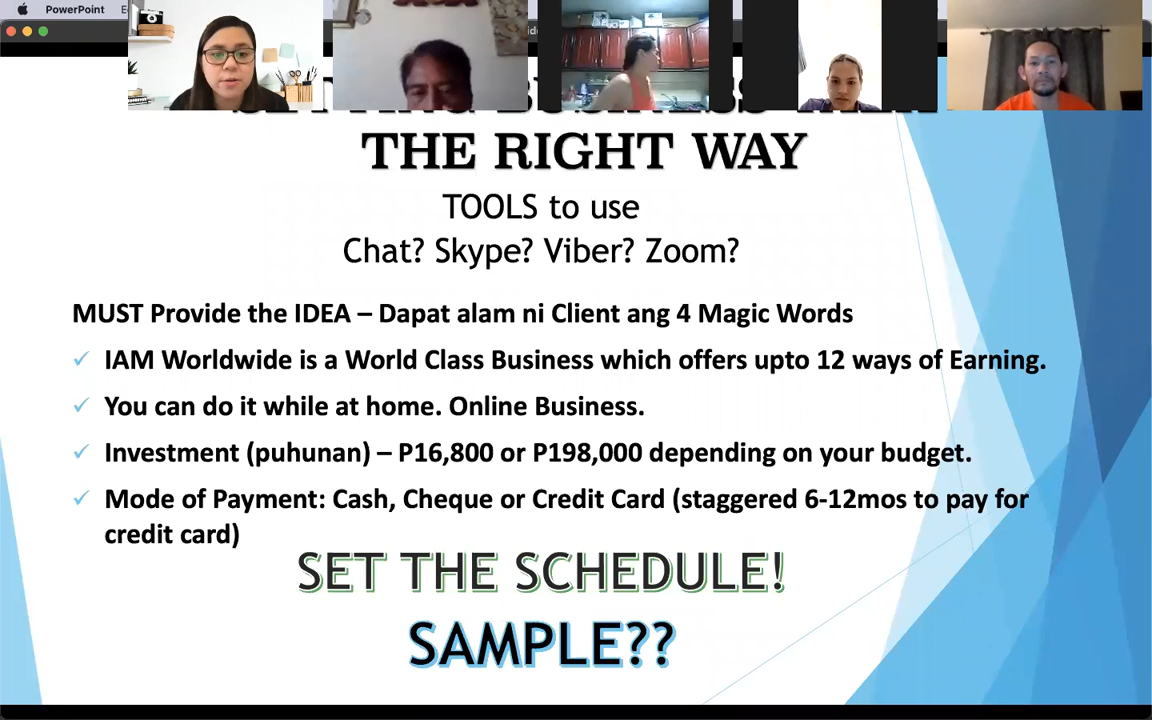 PowerPoint
THE RIGHT WAY
TOOLS to use
Chat? Skype? Viber? Zoom?
MUST Provide the IDEA – Dapat alam ni Client ang 4 Magic Words
✓ IAM Worldwide is a World Class Business which offers upto 12 ways of Earning.
✓ You can do it while at home. Online Business.
✓ Investment (puhunan) – P16,800 or P198,000 depending on your budget.
✓ Mode of Payment: Cash, Cheque or Credit Card (staggered 6-12mos to pay for
credit card)
SET THE SCHEDULE!
SAMPLE??